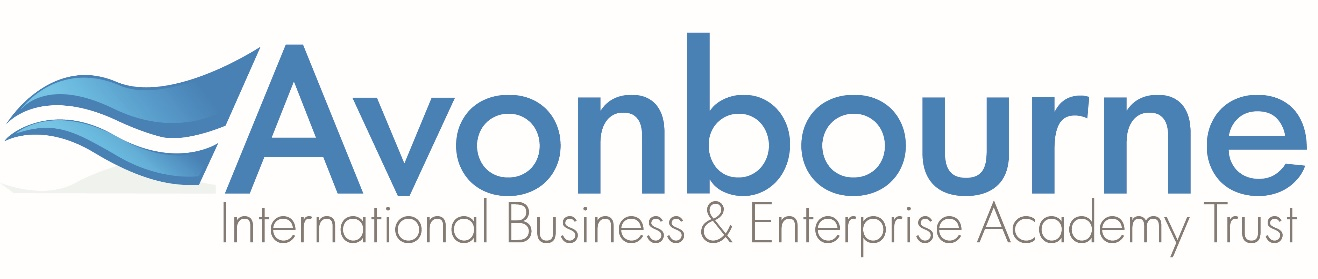 Avonbourne
International Business & Enterprise Academy Trust